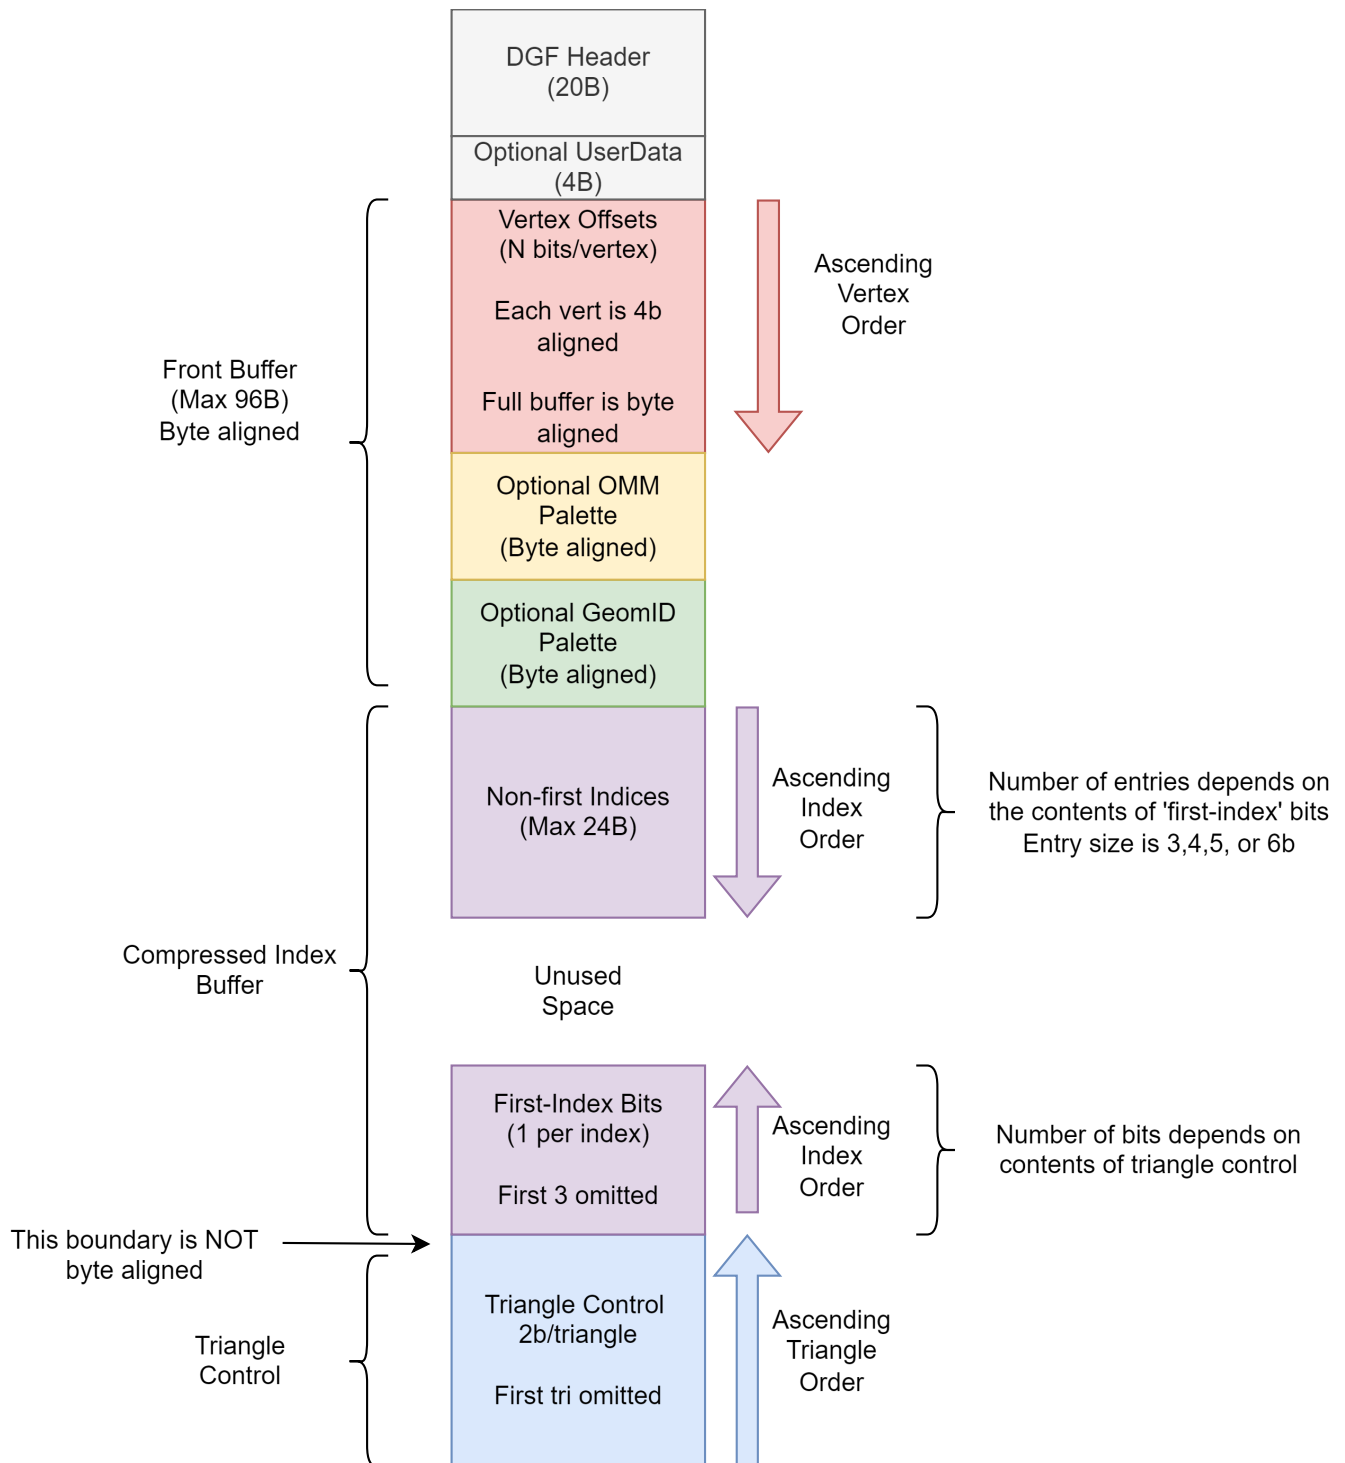 DGF Header
(20B)
Optional UserData
(4B)
Vertex Offsets
(N bits/vertex)
Each vert is 4b
aligned
Full buffer is byte
aligned
Ascending
Vertex
Order
Front Buffer
(Max 96B)
Byte aligned
Optional OMM
Palette
(Byte aligned)
Optional GeomID
Palette
(Byte aligned)
Non-first Indices
(Max 24B)
Ascending
Index
Order
Number of entries depends on
the contents of 'first-index' bits
Entry size is 3,4,5, or 6b
Compressed Index
Buffer
Unused
Space
First-Index Bits
(1 per index)
First 3 omitted
Ascending
Index
Order
Number of bits depends on
contents of triangle control
This boundary is NOT
byte aligned
Triangle
Control
Triangle Control
2b/triangle
First tri omitted
Ascending
Triangle
Order